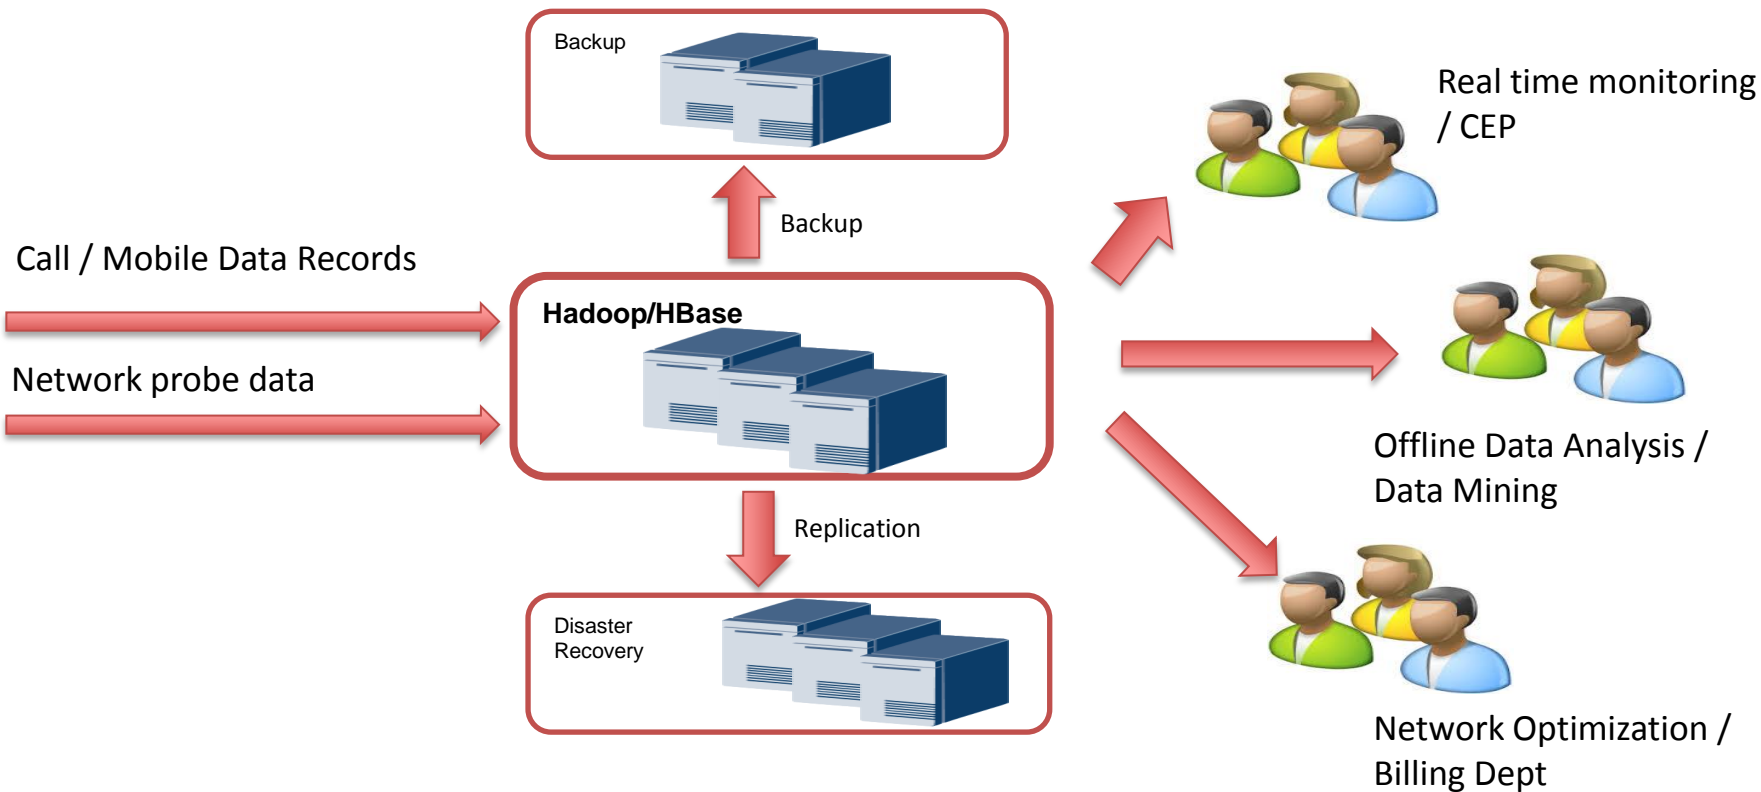 Backup
Real time monitoring
/ CEP
Backup
Call / Mobile Data Records
Hadoop/HBase
Network probe data
Offline Data Analysis /
Data Mining
Replication
Disaster
Recovery
Network Optimization /
Billing Dept